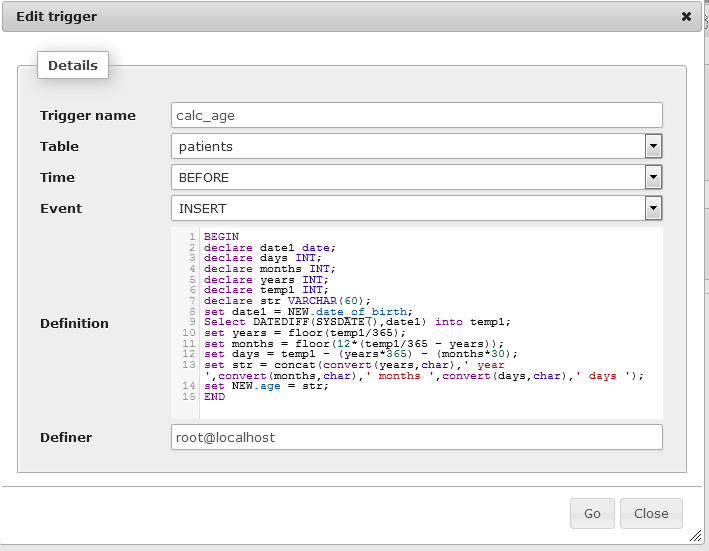 Edit trigger
Details
Trigger name calc_age
Table patients
Time BEFORE
Event INSERT
Definition
1 BEGIN
2 declare date1 date;
3 declare days INT;
4 declare months INT;
5 declare years INT;
6 declare temp1 INT;
7 declare str VARCHAR(60);
8 set date1 = NEW.date_of_birth;
9 Select DATEDIFF(SYSDATE(),date1) into temp1;
10 set years = floor(temp1/365);
11 set months = floor(12*(temp1/365 - years));
12 set days = temp1 - (years*365) - (months*30);
13 set str = concat(convert(years,char),' year
',convert(months,char),' months ',convert(days,char),' days ');
14 set NEW.age = str;
15 END
Definer root@localhost
Go Close